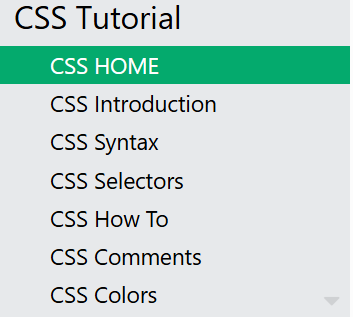 CSS Tutorial
CSS HOME
CSS Introduction
CSS Syntax
CSS Selectors
CSS How To
CSS Comments
CSS Colors